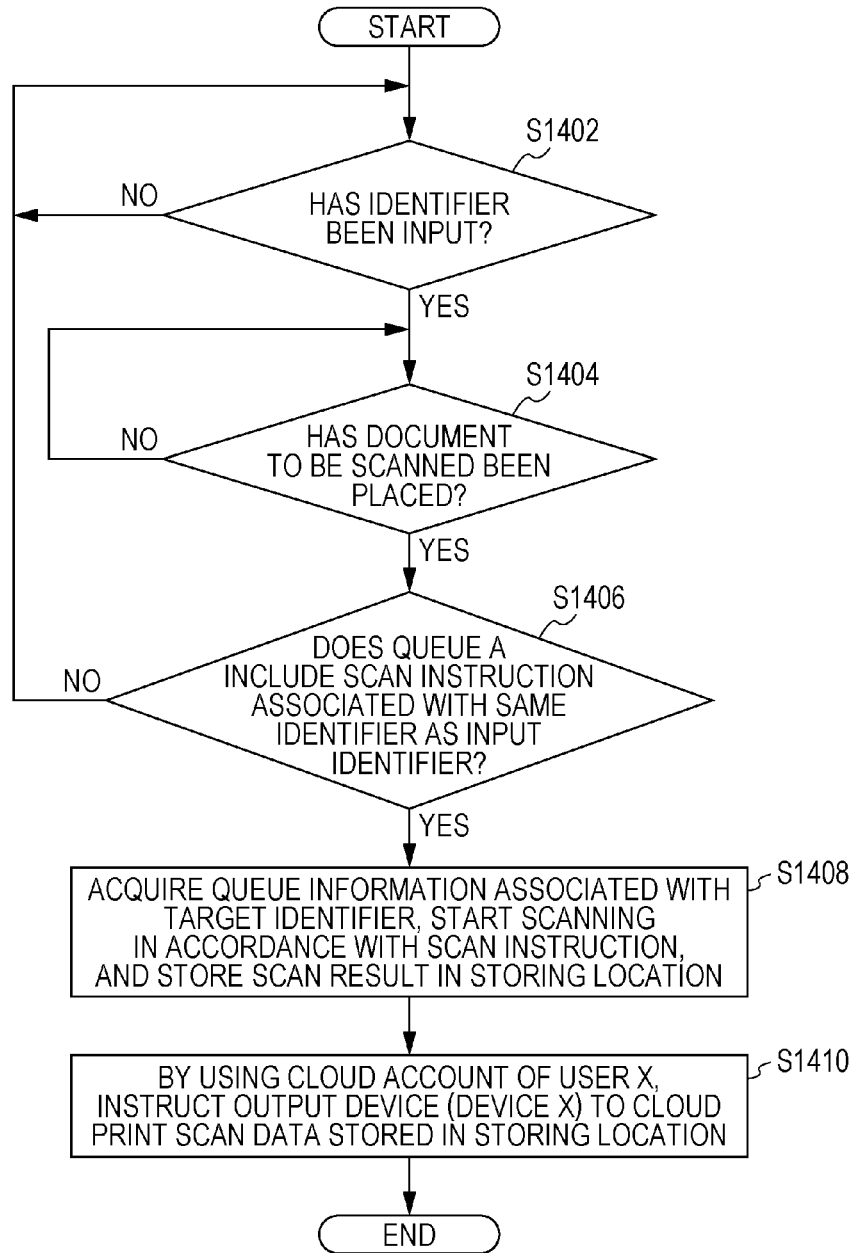 START
S1402
NO
HAS IDENTIFIER
BEEN INPUT?
YES
S1404
NO
HAS DOCUMENT
TO BE SCANNED BEEN
PLACED?
YES
S1406
NO
DOES QUEUE A
INCLUDE SCAN INSTRUCTION
ASSOCIATED WITH SAME
IDENTIFIER AS INPUT
IDENTIFIER?
YES
S1408
ACQUIRE QUEUE INFORMATION ASSOCIATED WITH
TARGET IDENTIFIER, START SCANNING
IN ACCORDANCE WITH SCAN INSTRUCTION,
AND STORE SCAN RESULT IN STORING LOCATION
S1410
BY USING CLOUD ACCOUNT OF USER X,
INSTRUCT OUTPUT DEVICE (DEVICE X) TO CLOUD
PRINT SCAN DATA STORED IN STORING LOCATION
END